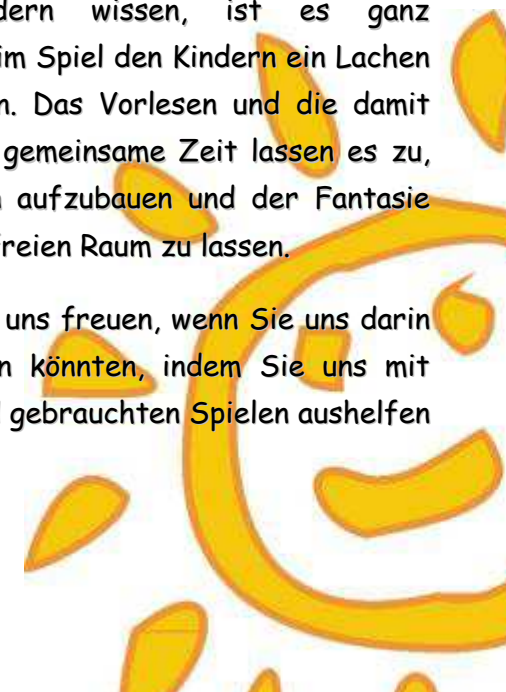 wissen, ist es ganz
im Spiel den Kindern ein Lachen
Das Vorlesen und die damit
gemeinsame Zeit lassen es zu,
aufzubauen und der Fantasie
freien Raum zu lassen.
uns freuen, wenn Sie uns darin
könnten, indem Sie uns mit
gebrauchten Spielen aushelfen